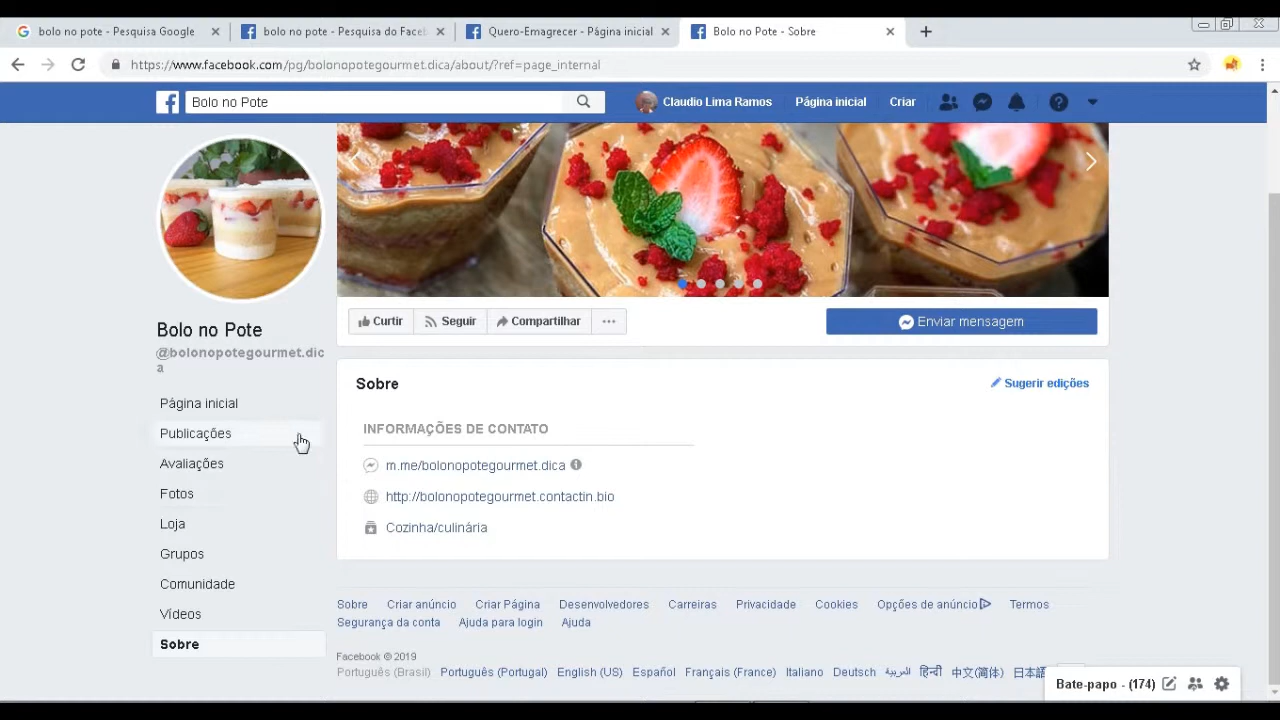 bolo no pote - Pesquisa Google
bolo no pote - Pesquisa do Faceb
Quero-Emagrecer - Página inicial
Bolo no Pote - Sobre
https://www.facebook.com/pg/bolonopotegourmet.dica/about/?ref=page_internal
Bolo no Pote
Claudio Lima Ramos
Página inicial
Criar
Bolo no Pote
@bolonopotegourmet.dic
a
Página inicial
Publicações
Avaliações
Fotos
Loja
Grupos
Comunidade
Vídeos
Sobre
Curtir
Seguir
Compartilhar
Enviar mensagem
Sobre
Sugerir edições
INFORMAÇÕES DE CONTATO
m.me/bolonopotegourmet.dica
http://bolonopotegourmet.contactin.bio
Cozinha/culinária
Sobre Criar anúncio Criar Página Desenvolvedores Carreiras Privacidade Cookies Opções de anúncio Termos
Segurança da conta Ajuda para login Ajuda
Facebook © 2019
Português (Brasil) Português (Portugal) English (US) Español Français (France) Italiano Deutsch العربية हिन्दी 中文(简体) 日本語
Bate-papo - (174)